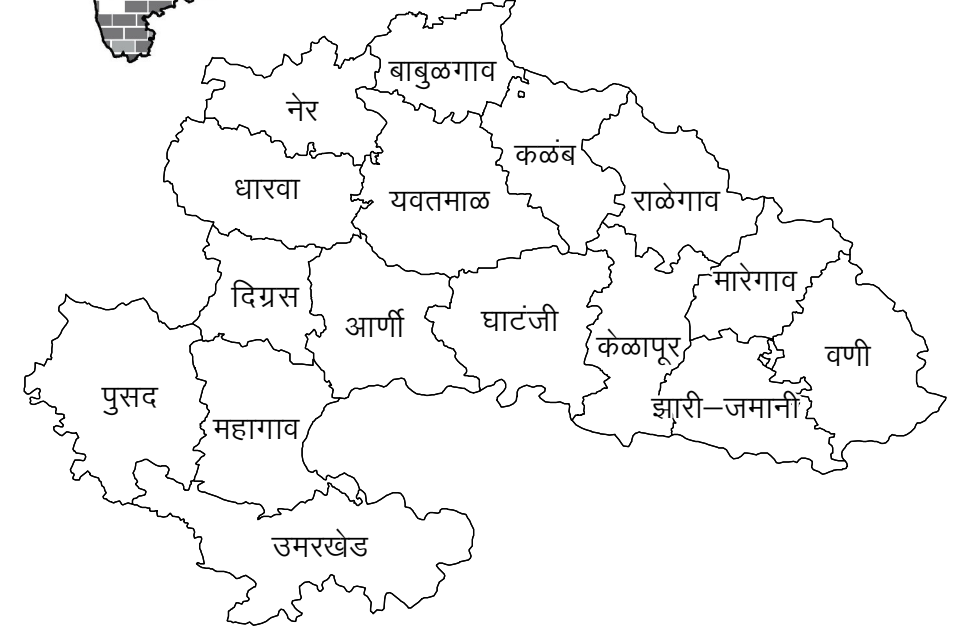 बाबुळगाव
नेर
कळंब
धारवा
यवतमाळ
राळेगाव
मारेगाव
दिग्रस
आर्णी
घाटंजी
केळापूर
वणी
पुसद
महागाव
झारी–जमानी
उमरखेड